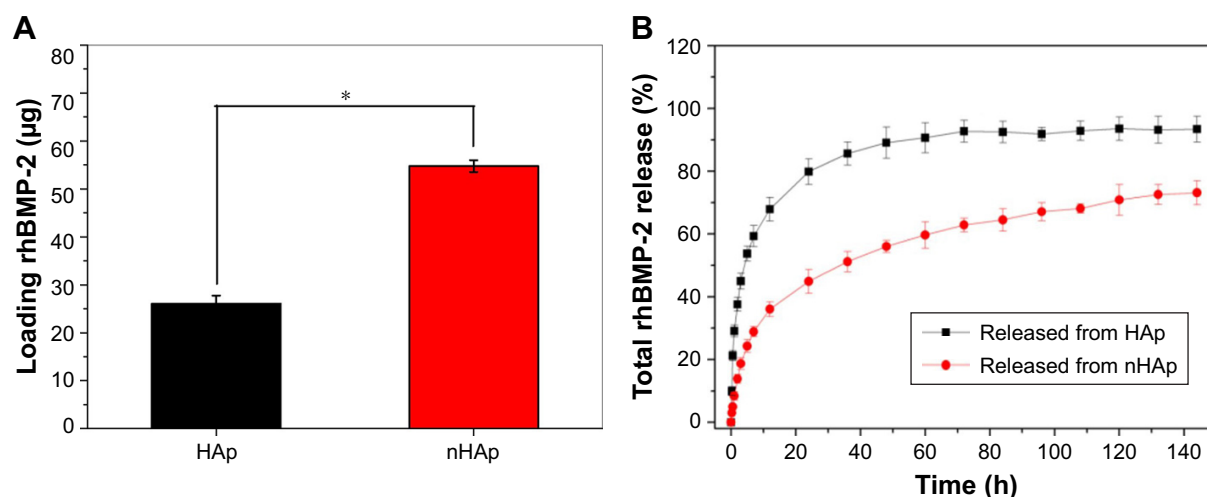 A
Loading rhBMP-2 (µg)
80
70
60
50
40
30
20
10
0
*
HAp
nHAp
B
Total rhBMP-2 release (%)
120
100
80
60
40
20
0
Released from HAp
Released from nHAp
0
20
40
60
80
100
120
140
Time (h)